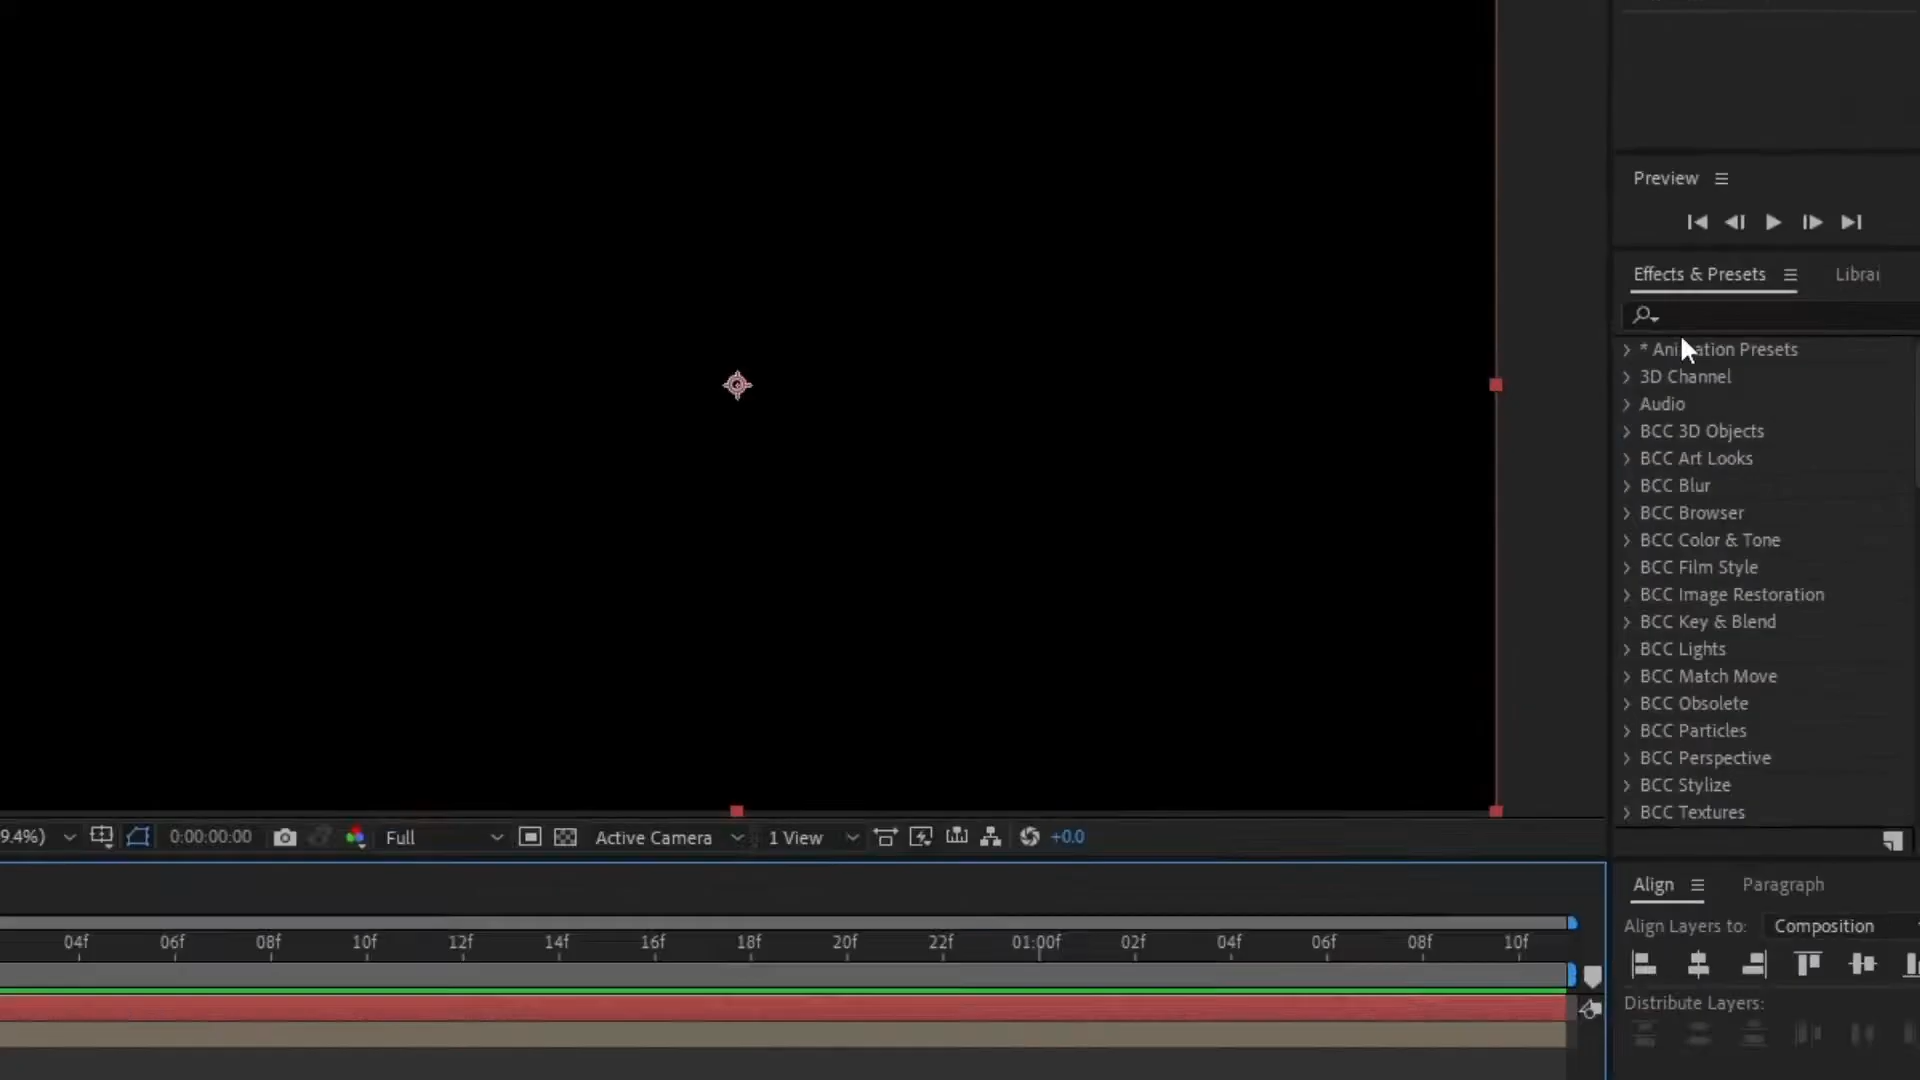 Preview
Effects & Presets Librai
* Animation Presets
3D Channel
Audio
BCC 3D Objects
BCC Art Looks
BCC Blur
BCC Browser
BCC Color & Tone
BCC Film Style
BCC Image Restoration
BCC Key & Blend
BCC Lights
BCC Match Move
BCC Obsolete
BCC Particles
BCC Perspective
BCC Stylize
BCC Textures
9.4%) 0:00:00:00 Full Active Camera 1 View +0.0
Align Paragraph
Align Layers to: Composition
04f 06f 08f 10f 12f 14f 16f 18f 20f 22f 01:00f 02f 04f 06f 08f 10f
Distribute Layers: